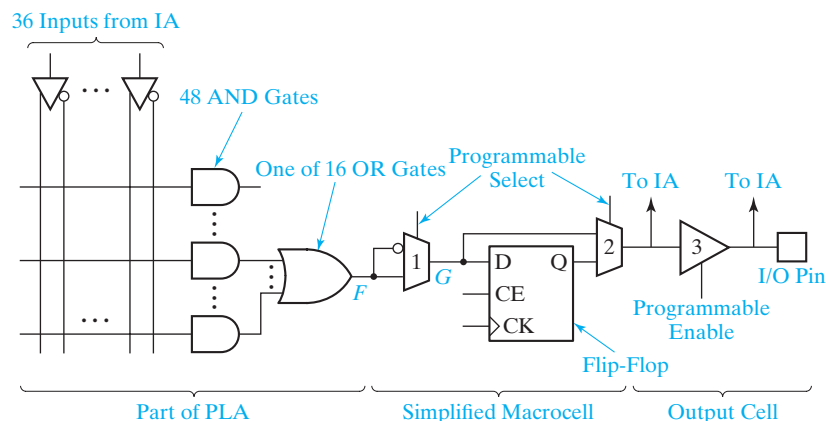 36 Inputs from IA
48 AND Gates
One of 16 OR Gates
Programmable
Select
To IA
To IA
1
2
3
F
G
D
Q
CE
CK
I/O Pin
Programmable
Enable
Flip-Flop
Part of PLA
Simplified Macrocell
Output Cell